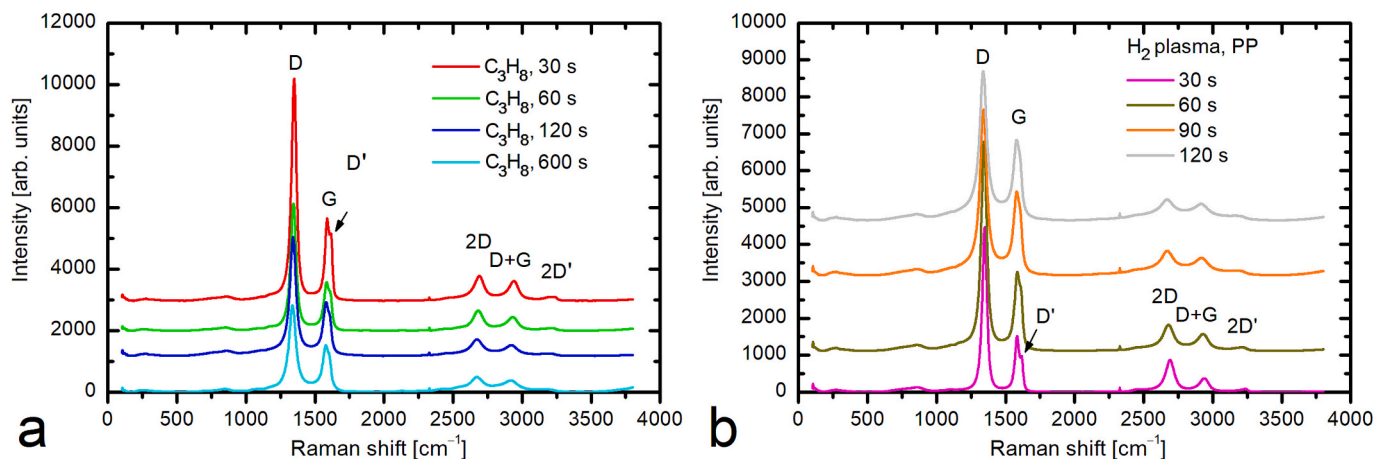 12000
10000
8000
6000
4000
2000
0
Intensity [arb. units]
D
C₃H₈, 30 s
C₃H₈, 60 s
C₃H₈, 120 s
C₃H₈, 600 s
D'
G
2D
D+G
2D'
0 500 1000 1500 2000 2500 3000 3500 4000
Raman shift [cm⁻¹]
a
10000
9000
8000
7000
6000
5000
4000
3000
2000
1000
0
Intensity [arb. units]
H₂ plasma, PP
D
30 s
60 s
90 s
120 s
G
2D
D+G
D'
2D'
0 500 1000 1500 2000 2500 3000 3500 4000
Raman shift [cm⁻¹]
b